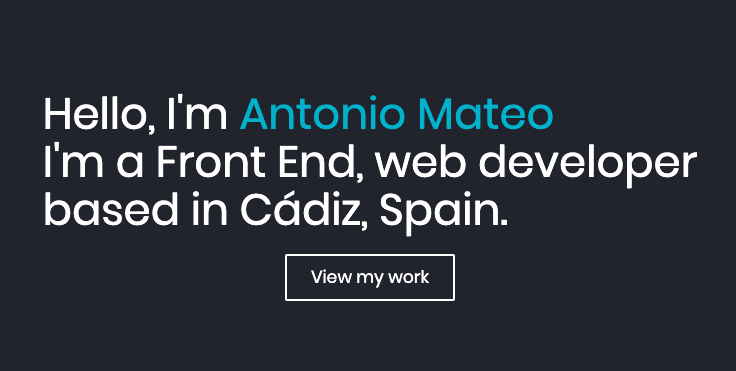 Hello, I'm Antonio Mateo
I'm a Front End, web developer
based in Cádiz, Spain.
View my work